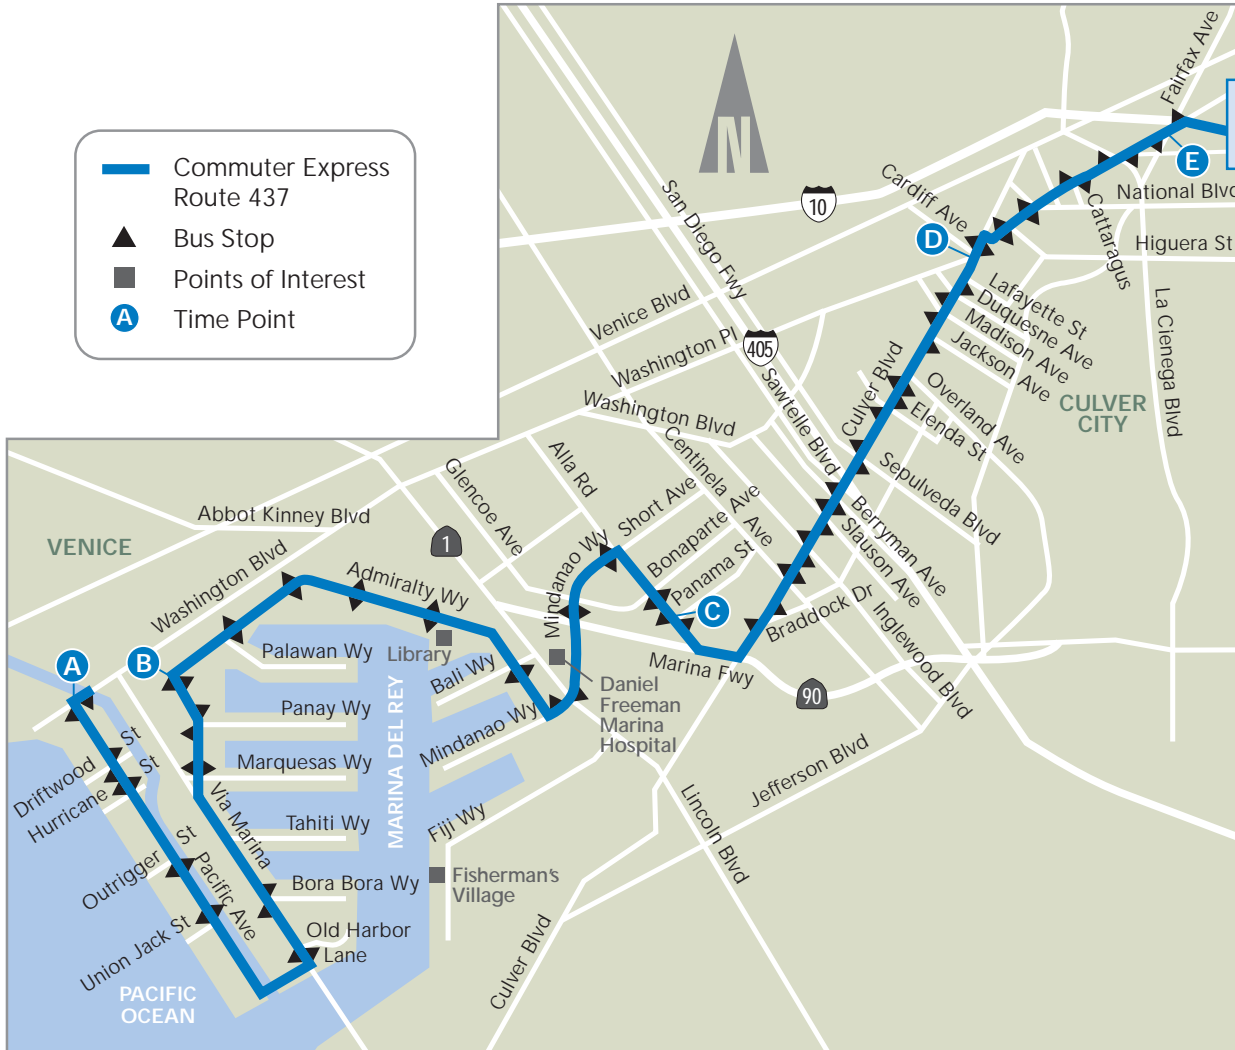 Commuter Express
Route 437
Bus Stop
Points of Interest
A
Time Point
N
Fairfax Ave
E
National Blvd
Cattaragus
Higuera St
La Cienega Blvd
Cardiff Ave
D
10
San Diego Fwy
Lafayette St
Duquesne Ave
Madison Ave
Jackson Ave
Venice Blvd
Washington Pl
405
Culver Blvd
Sawtelle Blvd
Overland Ave
Elenda St
CULVER
CITY
Washington Blvd
Centinela
Ave
Sepulveda Blvd
Alla Rd
Glencoe Ave
Short Ave
Bonaparte Ave
Panama St
Berryman Ave
Slauson Ave
Abbot Kinney Blvd
VENICE
1
Washington Blvd
Admiralty Wy
Mindanao Wy
C
Braddock Dr
Inglewood Blvd
A
B
Palawan Wy
Library
Bali Wy
Marina Fwy
90
Daniel
Freeman
Marina
Hospital
Panay Wy
MARINA DEL REY
Mindanao Wy
Driftwood St
Marquesas Wy
Hurricane St
Via Marina
Jefferson Blvd
Tahiti Wy
Fiji Wy
Lincoln Blvd
Outrigger St
Pacific Ave
Bora Bora Wy
Fisherman's
Village
Union Jack St
Old Harbor
Lane
Culver Blvd
PACIFIC
OCEAN